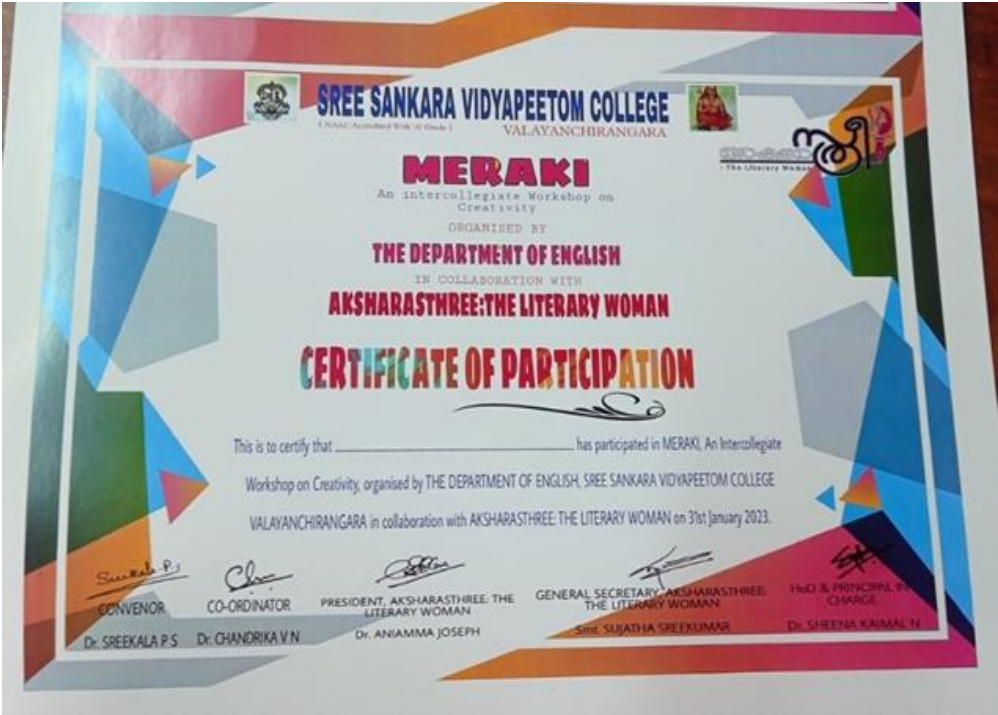 SREE SANKARA VIDYAPEETOM COLLEGE
( NAAC Accredited With 'A' Grade )
VALAYANCHIRANGARA
സ്ത്രീ
- The Literary Woman
MERAKI
An intercollegiate Workshop on
Creativity
ORGANISED BY
THE DEPARTMENT OF ENGLISH
IN COLLABORATION WITH
AKSHARASTHREE:THE LITERARY WOMAN
CERTIFICATE OF PARTICIPATION
This is to certify that ______ has participated in MERAKI, An Intercollegiate
Workshop on Creativity, organised by THE DEPARTMENT OF ENGLISH, SREE SANKARA VIDYAPEETOM COLLEGE
VALAYANCHIRANGARA in collaboration with AKSHARASTHREE: THE LITERARY WOMAN on 31st January 2023.
Sreekala P.S
CONVENOR
Dr. SREEKALA P S
CO-ORDINATOR
Dr. CHANDRIKA V N
PRESIDENT, AKSHARASTHREE: THE
LITERARY WOMAN
Dr. ANIAMMA JOSEPH
GENERAL SECRETARY, AKSHARASTHREE:
THE LITERARY WOMAN
Smt. SUJATHA SREEKUMAR
HoD & PRINCIPAL IN
CHARGE
Dr. SHEENA KAIMAL N